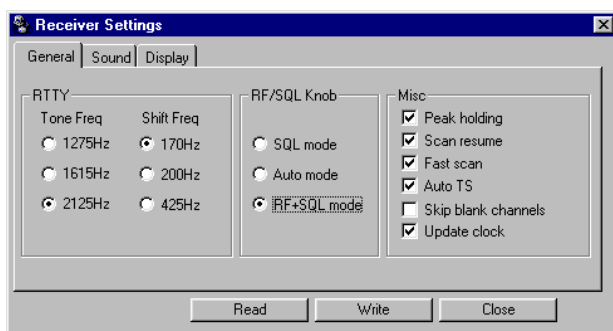 Receiver Settings
General Sound Display
RTTY
Tone Freq Shift Freq
1275Hz 170Hz
1615Hz 200Hz
2125Hz 425Hz
RF/SQL Knob
SQL mode
Auto mode
RF+SQL mode
Misc
Peak holding
Scan resume
Fast scan
Auto TS
Skip blank channels
Update clock
Read Write Close